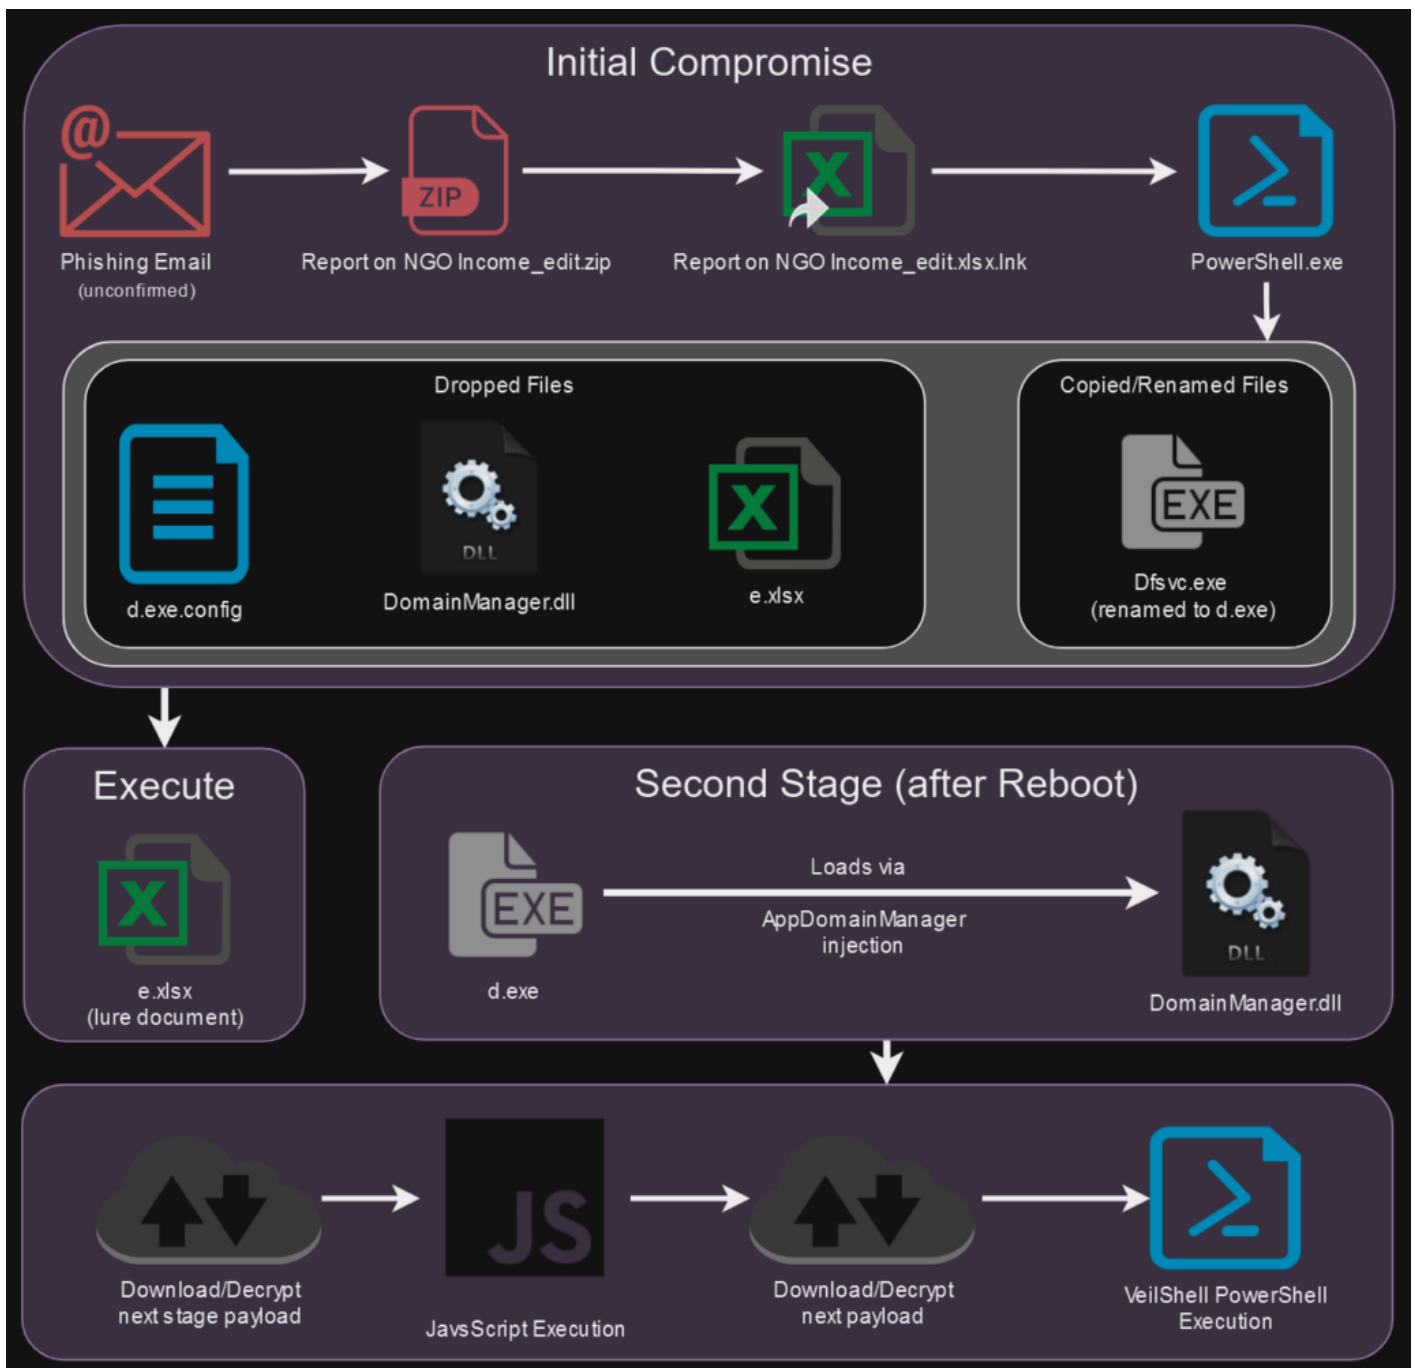 Initial Compromise
@
ZIP
X
Phishing Email
(unconfirmed)
Report on NGO Income_edit.zip
Report on NGO Income_edit.xlsx.lnk
PowerShell.exe
Dropped Files
Copied/Renamed Files
DLL
X
EXE
d.exe.config
DomainManager.dll
e.xlsx
Dfsvc.exe
(renamed to d.exe)
Execute
X
e.xlsx
(lure document)
Second Stage (after Reboot)
EXE
d.exe
Loads via
AppDomainManager
injection
DLL
DomainManager.dll
Download/Decrypt
next stage payload
JS
JavsScript Execution
Download/Decrypt
next payload
VeilShell PowerShell
Execution